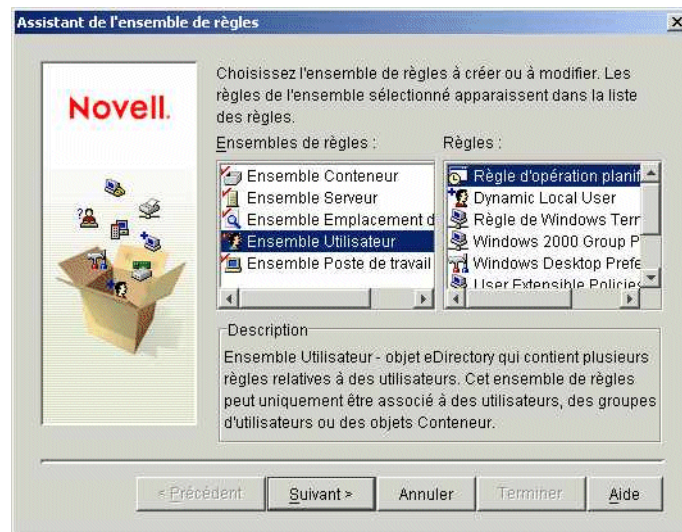 Assistant de l'ensemble de règles
Novell.
Choisissez l'ensemble de règles à créer ou à modifier. Les
règles de l'ensemble sélectionné apparaissent dans la liste
des règles.
Ensembles de règles :
Règles :
Ensemble Conteneur
Ensemble Serveur
Ensemble Emplacement d
Ensemble Utilisateur
Ensemble Poste de travail
Règle d'opération planif
Dynamic Local User
Règle de Windows Terr
Windows 2000 Group P
Windows Desktop Prefe
User Extensible Policies
Description
Ensemble Utilisateur - objet eDirectory qui contient plusieurs
règles relatives à des utilisateurs. Cet ensemble de règles
peut uniquement être associé à des utilisateurs, des groupes
d'utilisateurs ou des objets Conteneur.
< Précédent
Suivant >
Annuler
Terminer
Aide